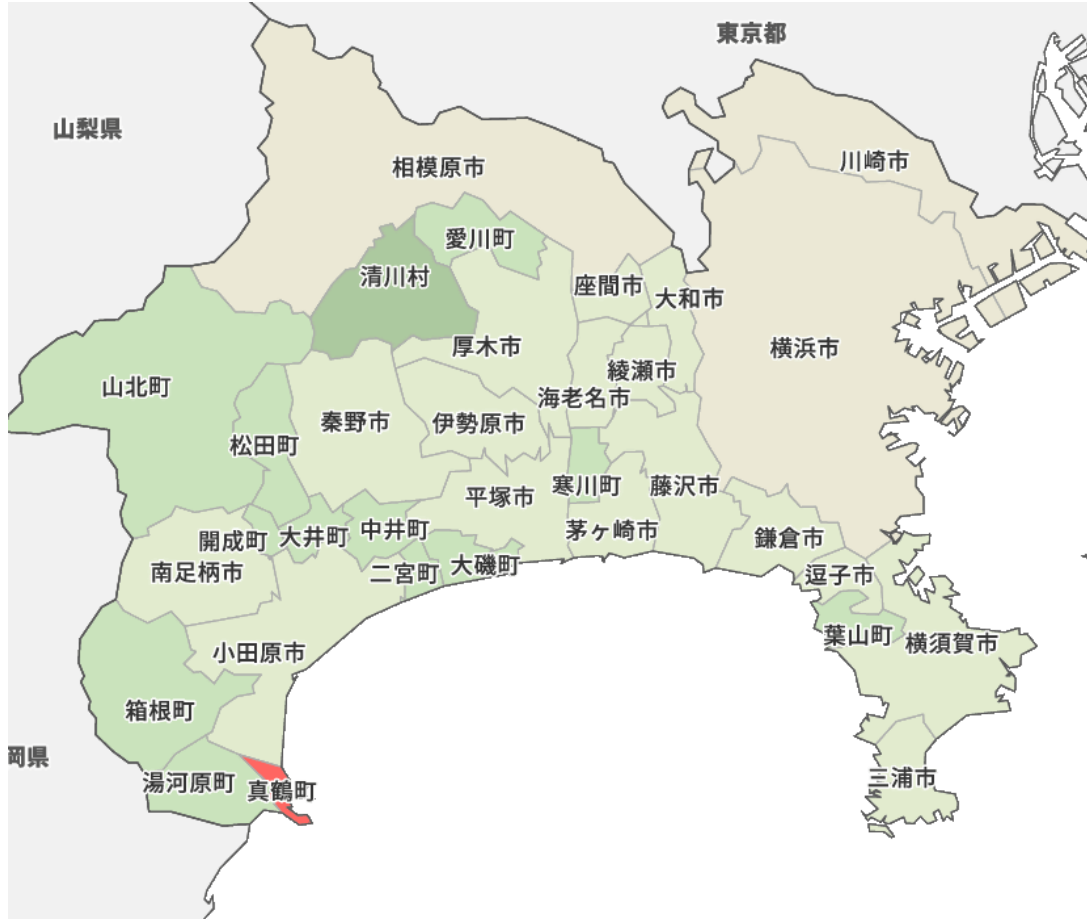 東京都
山梨県
川崎市
相模原市
愛川町
清川村
座間市
大和市
厚木市
横浜市
綾瀬市
山北町
海老名市
秦野市
伊勢原市
松田町
寒川町
藤沢市
平塚市
中井町
茅ヶ崎市
大井町
鎌倉市
開成町
大磯町
二宮町
南足柄市
逗子市
葉山町
横須賀市
小田原市
箱根町
岡県
三浦市
湯河原町
真鶴町